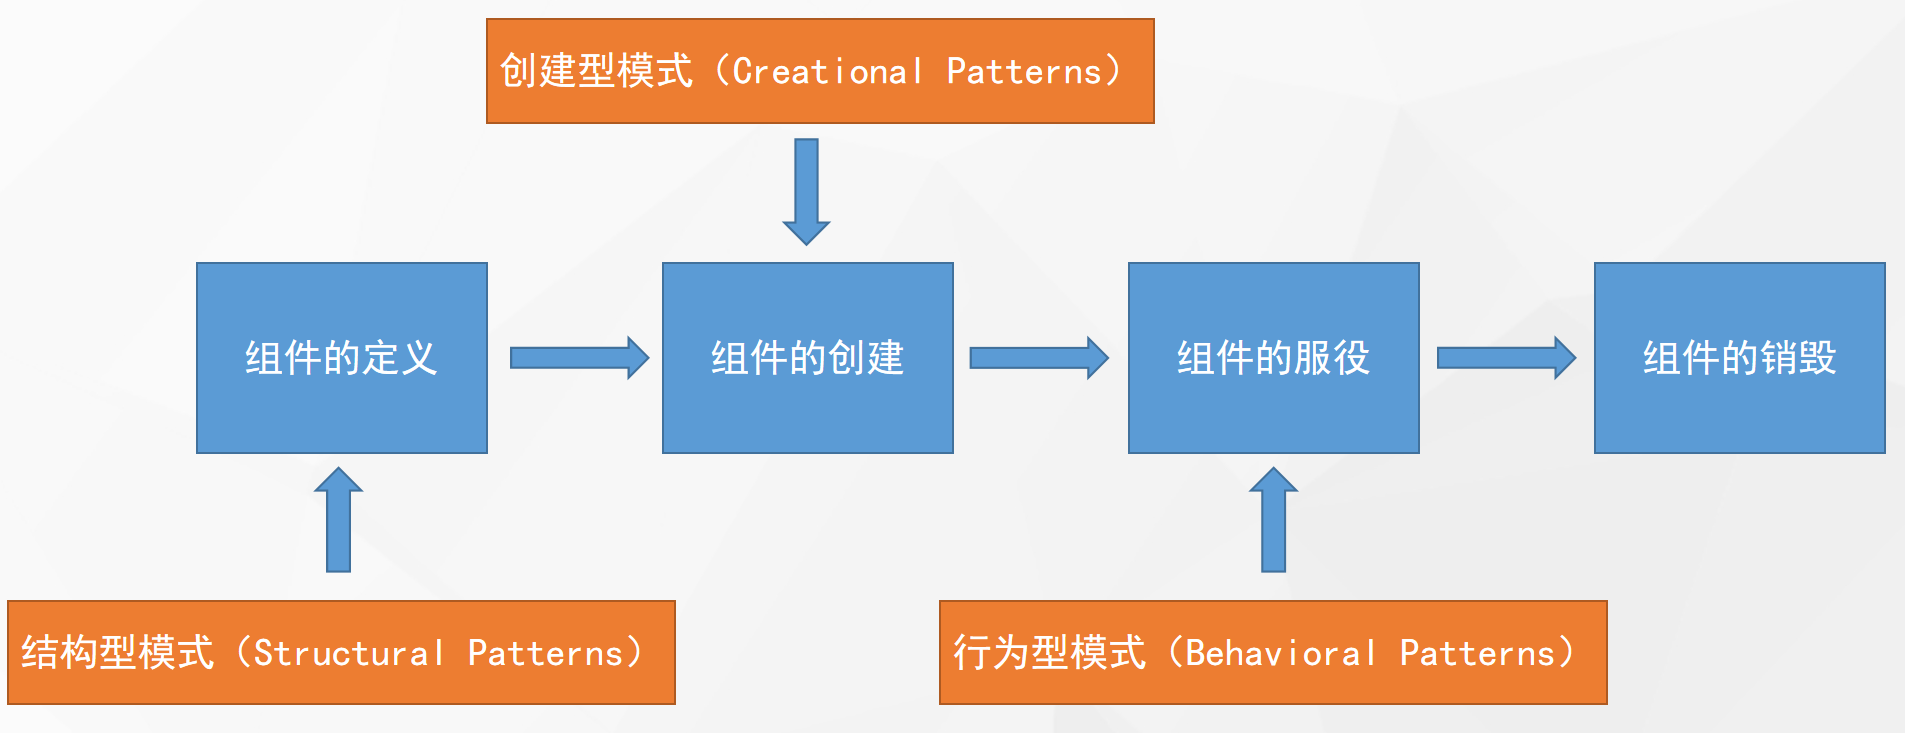 创建型模式（Creational Patterns）
组件的定义
组件的创建
组件的服役
组件的销毁
结构型模式（Structural Patterns）
行为型模式（Behavioral Patterns）